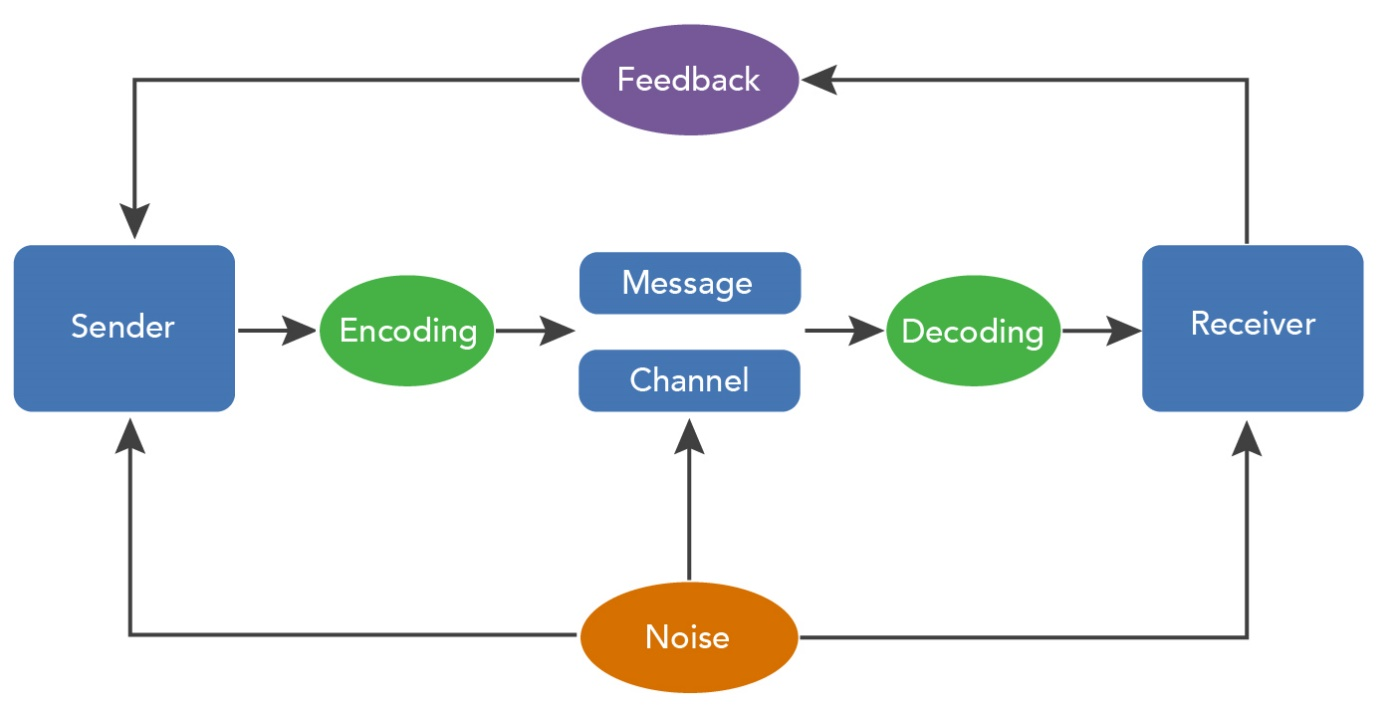 Feedback
Sender
Encoding
Message
Channel
Decoding
Receiver
Noise